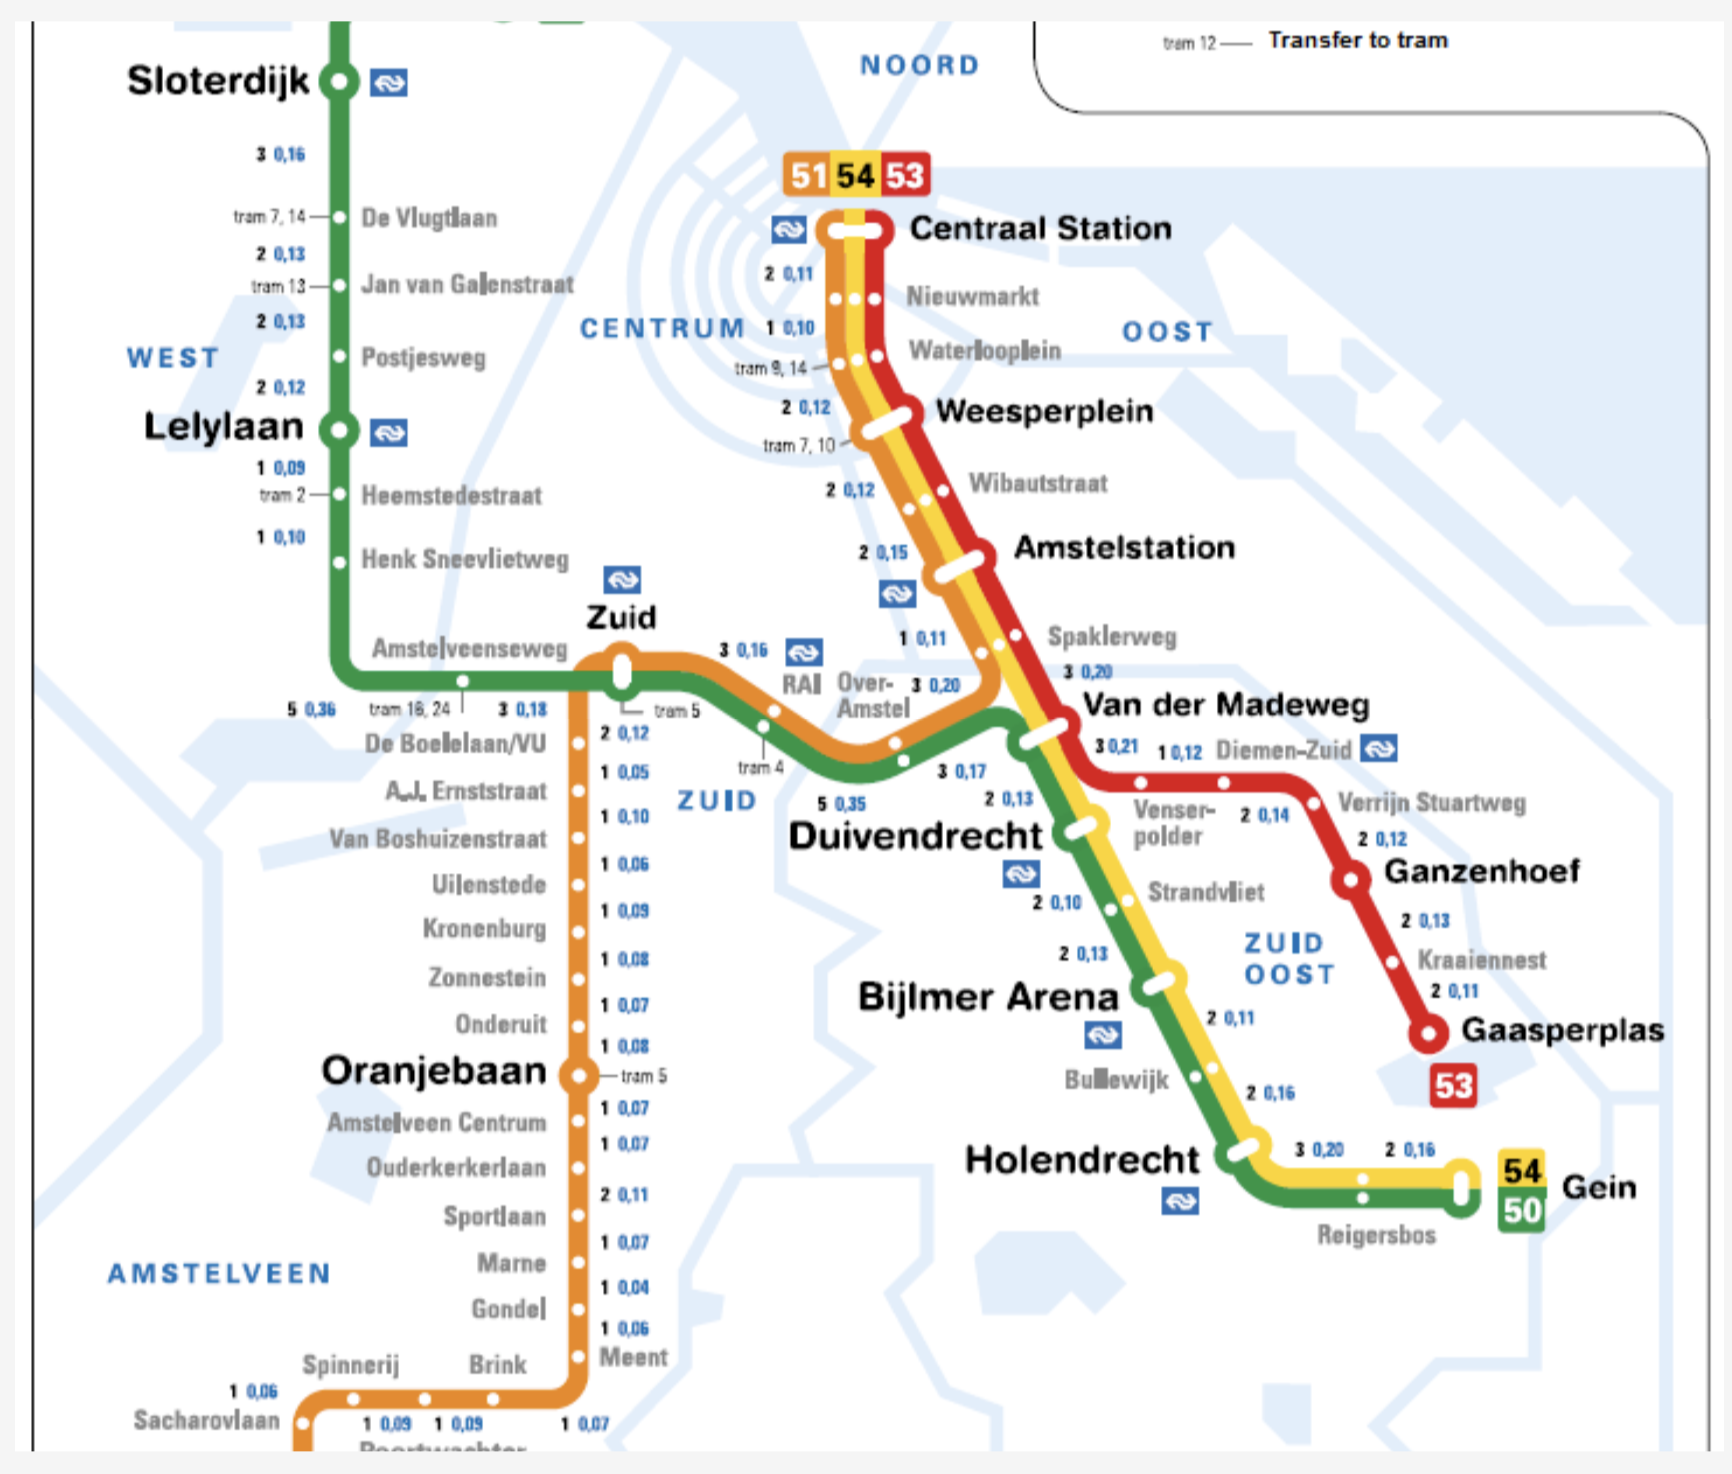 tram 12 Transfer to tram
NOORD
Sloterdijk
3 0,16
tram 7, 14 De Vlugtlaan
2 0,13
tram 13 Jan van Galenstraat
2 0,13
WEST
Postjesweg
2 0,12
Lelylaan
1 0,09
tram 2 Heemstedestraat
1 0,10
Henk Sneevlietweg
Amstelveenseweg
5 0,36
tram 16, 24
3 0,18
Zuid
tram 5
3 0,16
RAI
tram 4
Over-
Amstel
3 0,20
5 0,35
3 0,17
ZUID
51 54 53
Centraal Station
2 0,11
Nieuwmarkt
CENTRUM
1 0,10
Waterlooplein
OOST
tram 9, 14
2 0,12
Weesperplein
tram 7, 10
2 0,12
Wibautstraat
2 0,15
Amstelstation
1 0,11
Spaklerweg
3 0,20
Van der Madeweg
3 0,21
1 0,12
Diemen-Zuid
Venser-
polder
2 0,14
Verrijn Stuartweg
2 0,12
Ganzenhoef
2 0,13
Kraaiennest
2 0,11
Gaasperplas
53
2 0,13
Duivendrecht
2 0,10
Strandvliet
ZUID
OOST
2 0,13
Bijlmer Arena
2 0,11
Bullewijk
2 0,16
Holendrecht
3 0,20
2 0,16
Reigersbos
54
50
Gein
2 0,12
De Boelelaan/VU
1 0,05
A.J. Ernststraat
1 0,10
Van Boshuizenstraat
1 0,06
Uilenstede
1 0,09
Kronenburg
1 0,08
Zonnestein
1 0,07
Onderuit
1 0,08
Oranjebaan
tram 5
1 0,07
Amstelveen Centrum
1 0,07
Ouderkerkerlaan
2 0,11
Sportlaan
1 0,07
Marne
AMSTELVEEN
1 0,04
Gondel
1 0,06
Meent
Spinnerij
Brink
1 0,06
Sacharovlaan
1 0,09
1 0,09
1 0,07